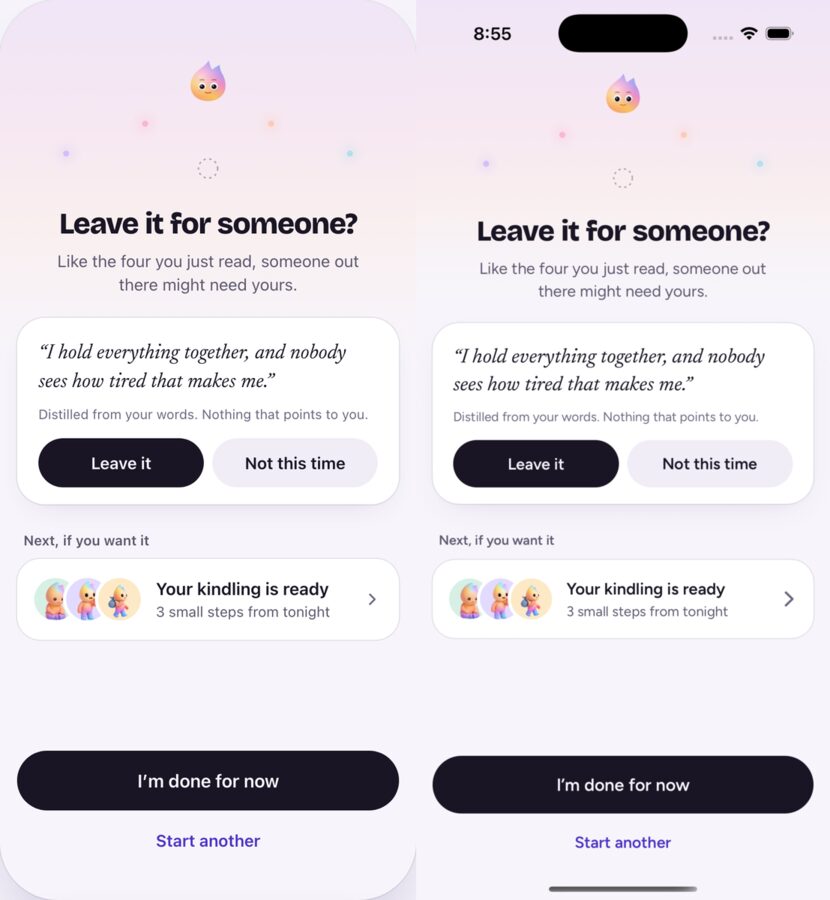 Leave it for someone?
Like the four you just read, someone out
there might need yours.
“I hold everything together, and nobody
sees how tired that makes me.”
Distilled from your words. Nothing that points to you.
Leave it
Not this time
Next, if you want it
Your kindling is ready
3 small steps from tonight
I’m done for now
Start another
8:55
Leave it for someone?
Like the four you just read, someone out
there might need yours.
“I hold everything together, and nobody
sees how tired that makes me.”
Distilled from your words. Nothing that points to you.
Leave it
Not this time
Next, if you want it
Your kindling is ready
3 small steps from tonight
I’m done for now
Start another